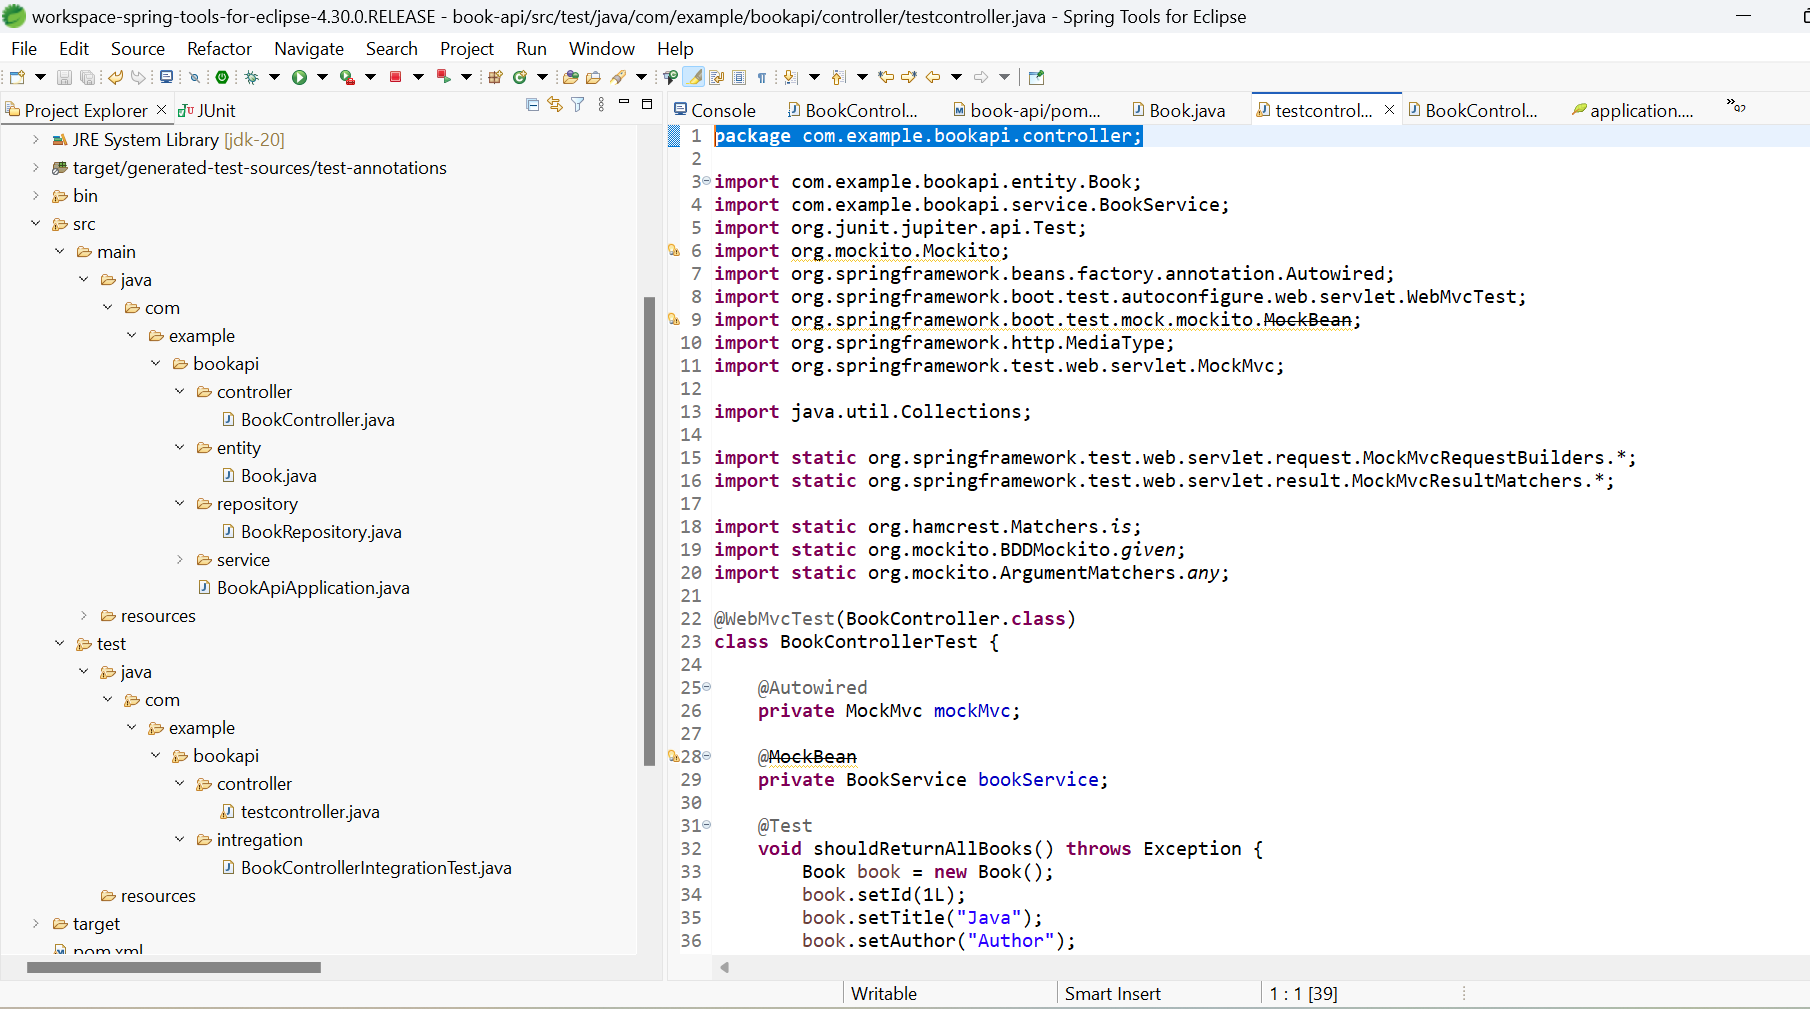 workspace-spring-tools-for-eclipse-4.30.0.RELEASE - book-api/src/test/java/com/example/bookapi/controller/testcontroller.java - Spring Tools for Eclipse
File Edit Source Refactor Navigate Search Project Run Window Help
Project Explorer JUnit
JRE System Library [jdk-20]
target/generated-test-sources/test-annotations
bin
src
main
java
com
example
bookapi
controller
BookController.java
entity
Book.java
repository
BookRepository.java
service
BookApiApplication.java
resources
test
java
com
example
bookapi
controller
testcontroller.java
intregation
BookControllerIntegrationTest.java
resources
target
pom.xml
Console BookControl... book-api/pom... Book.java testcontrol... BookControl... application....
1 package com.example.bookapi.controller;
2
3 import com.example.bookapi.entity.Book;
4 import com.example.bookapi.service.BookService;
5 import org.junit.jupiter.api.Test;
6 import org.mockito.Mockito;
7 import org.springframework.beans.factory.annotation.Autowired;
8 import org.springframework.boot.test.autoconfigure.web.servlet.WebMvcTest;
9 import org.springframework.boot.test.mock.mockito.MockBean;
10 import org.springframework.http.MediaType;
11 import org.springframework.test.web.servlet.MockMvc;
12
13 import java.util.Collections;
14
15 import static org.springframework.test.web.servlet.request.MockMvcRequestBuilders.*;
16 import static org.springframework.test.web.servlet.result.MockMvcResultMatchers.*;
17
18 import static org.hamcrest.Matchers.is;
19 import static org.mockito.BDDMockito.given;
20 import static org.mockito.ArgumentMatchers.any;
21
22 @WebMvcTest(BookController.class)
23 class BookControllerTest {
24
25 @Autowired
26 private MockMvc mockMvc;
27
28 @MockBean
29 private BookService bookService;
30
31 @Test
32 void shouldReturnAllBooks() throws Exception {
33 Book book = new Book();
34 book.setId(1L);
35 book.setTitle("Java");
36 book.setAuthor("Author");
Writable Smart Insert 1 : 1 [39]